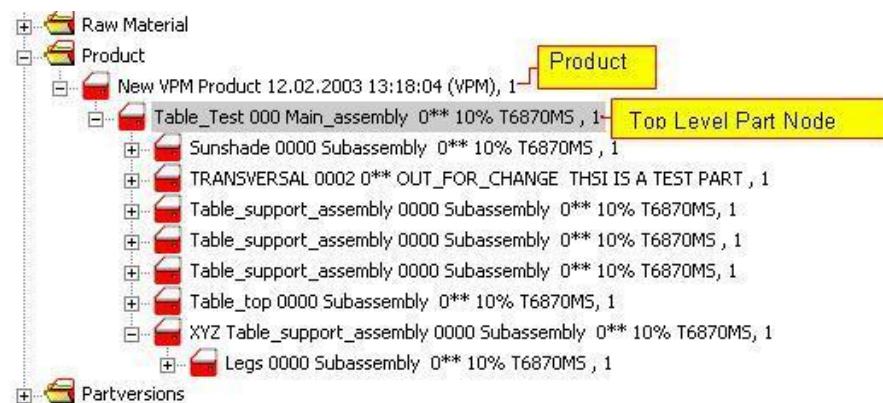 Raw Material
Product
New VPM Product 12.02.2003 13:18:04 (VPM), 1
Product
Table_Test 000 Main_assembly 0** 10% T6870MS , 1
Top Level Part Node
Sunshade 0000 Subassembly 0** 10% T6870MS , 1
TRANSVERSAL 0002 0** OUT_FOR_CHANGE THSI IS A TEST PART , 1
Table_support_assembly 0000 Subassembly 0** 10% T6870MS, 1
Table_support_assembly 0000 Subassembly 0** 10% T6870MS , 1
Table_support_assembly 0000 Subassembly 0** 10% T6870MS, 1
Table_top 0000 Subassembly 0** 10% T6870MS, 1
XYZ Table_support_assembly 0000 Subassembly 0** 10% T6870MS, 1
Legs 0000 Subassembly 0** 10% T6870MS , 1
Partversions